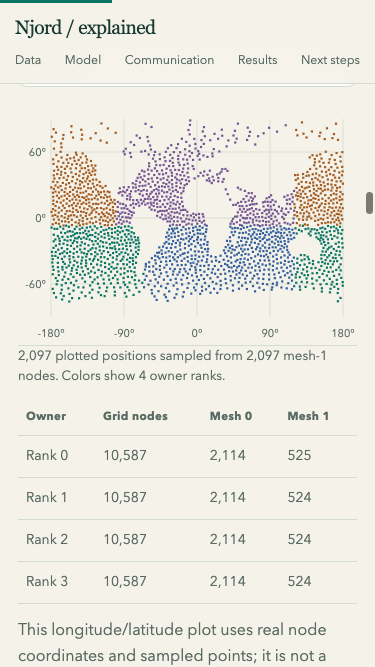 Njord / explained
Data Model Communication Results Next steps
60°
0°
-60°
-180° -90° 0° 90° 180°
2,097 plotted positions sampled from 2,097 mesh-1
nodes. Colors show 4 owner ranks.
Owner Grid nodes Mesh 0 Mesh 1
Rank 0 10,587 2,114 525
Rank 1 10,587 2,114 524
Rank 2 10,587 2,114 524
Rank 3 10,587 2,114 524
This longitude/latitude plot uses real node
coordinates and sampled points; it is not a